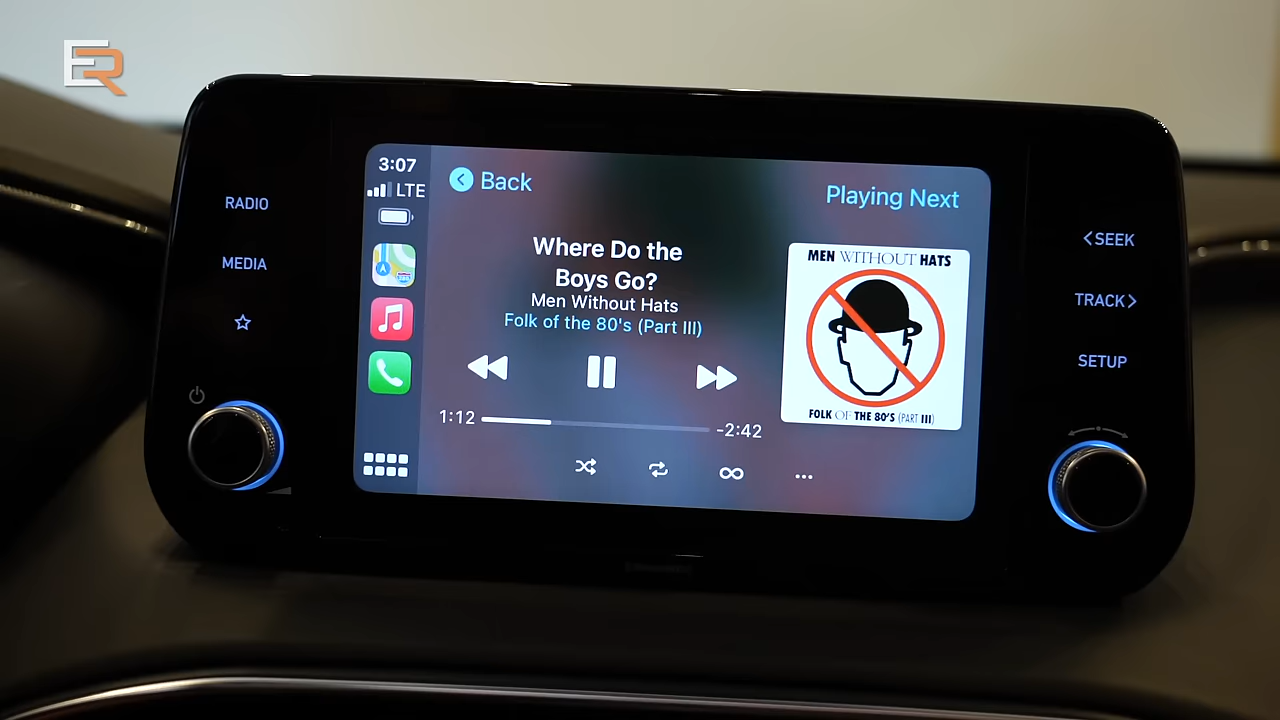 ER
RADIO
MEDIA
3:07
LTE
Back
Playing Next
Where Do the
Boys Go?
Men Without Hats
Folk of the 80's (Part III)
1:12
-2:42
MEN WITHOUT HATS
FOLK OF THE 80'S (PART III)
<SEEK
TRACK>
SETUP